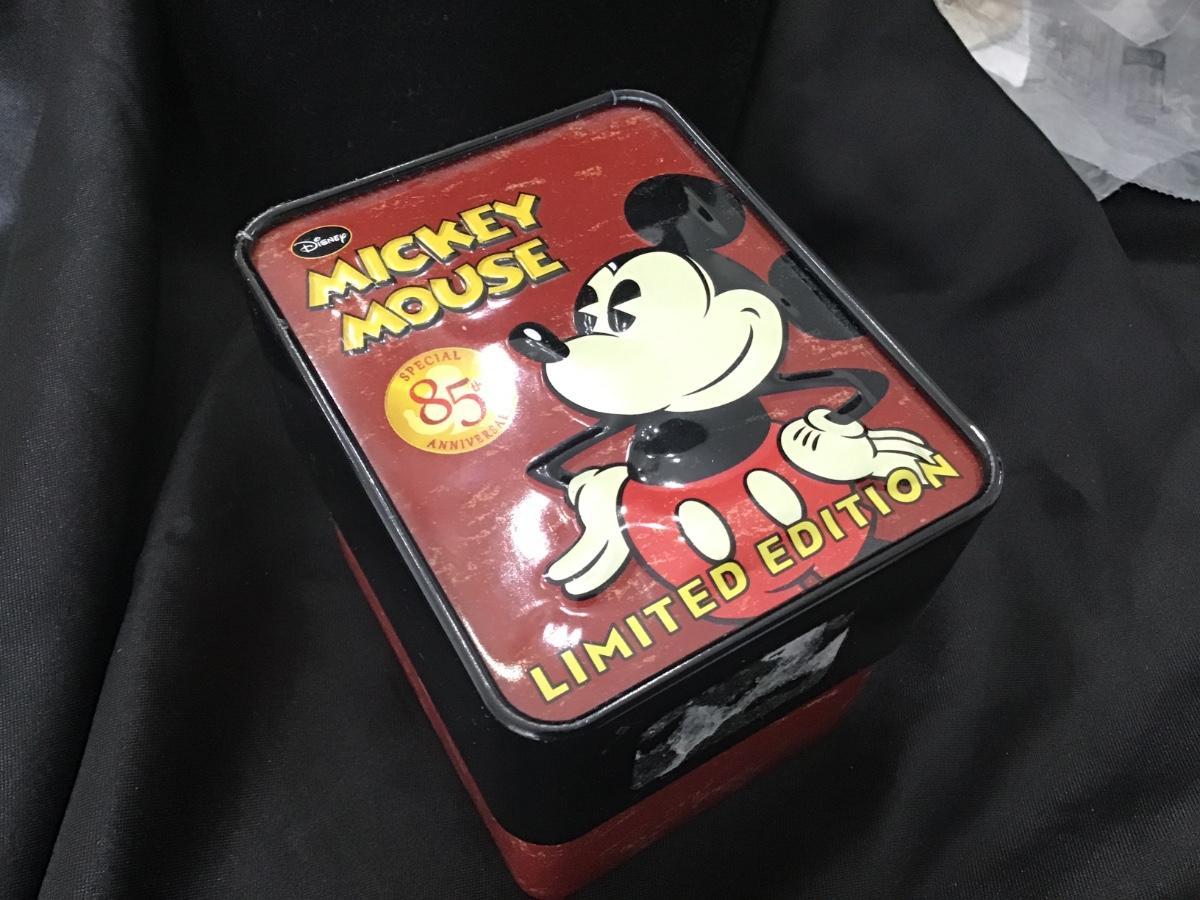 Disney
MICKEY
MOUSE
SPECIAL
85th
ANNIVERSARY
LIMITED EDITION